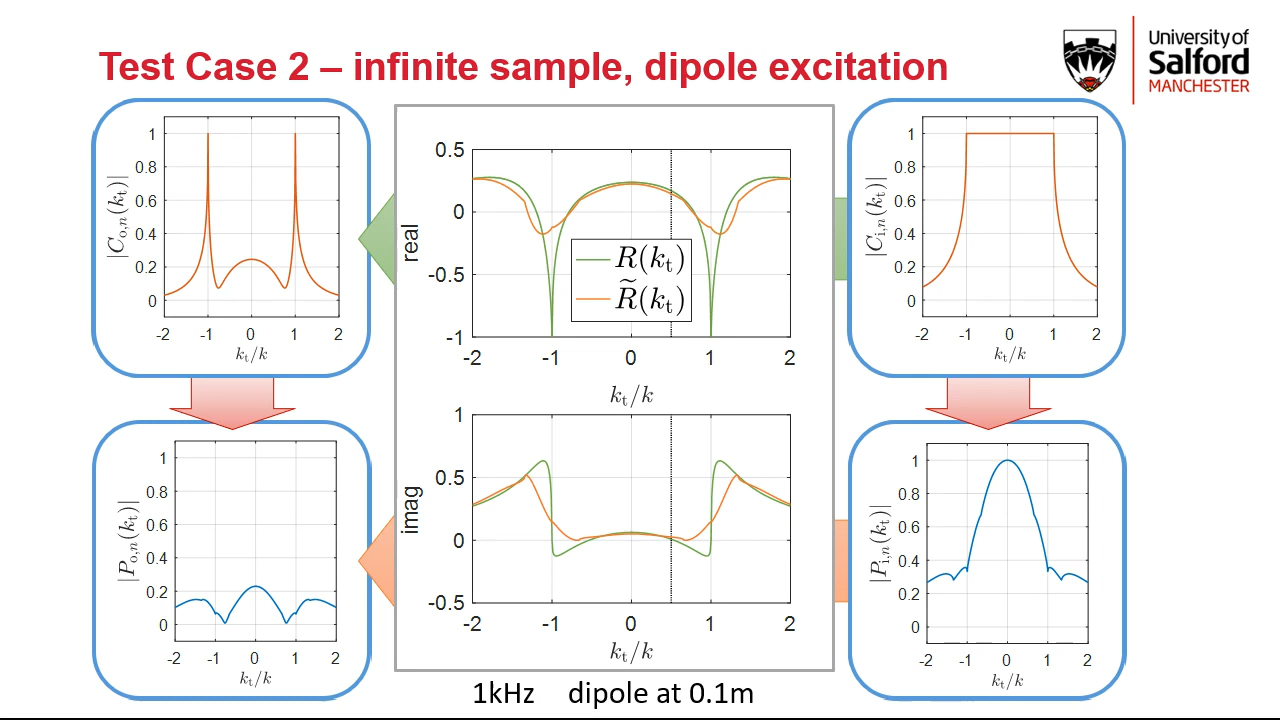 Test Case 2 – infinite sample, dipole excitation
University of
Salford
MANCHESTER
|C_{o,n}(k_t)|
1
0.8
0.6
0.4
0.2
0
-2 -1 0 1 2
k_t/k
real
0.5
0
-0.5
-1
R(k_t)
R̃(k_t)
-2 -1 0 1 2
k_t/k
|C_{i,n}(k_t)|
1
0.8
0.6
0.4
0.2
0
-2 -1 0 1 2
k_t/k
|P_{o,n}(k_t)|
1
0.8
0.6
0.4
0.2
0
-2 -1 0 1 2
k_t/k
imag
1
0.5
0
-0.5
-2 -1 0 1 2
k_t/k
|P_{i,n}(k_t)|
1
0.8
0.6
0.4
0.2
0
-2 -1 0 1 2
k_t/k
1kHz dipole at 0.1m